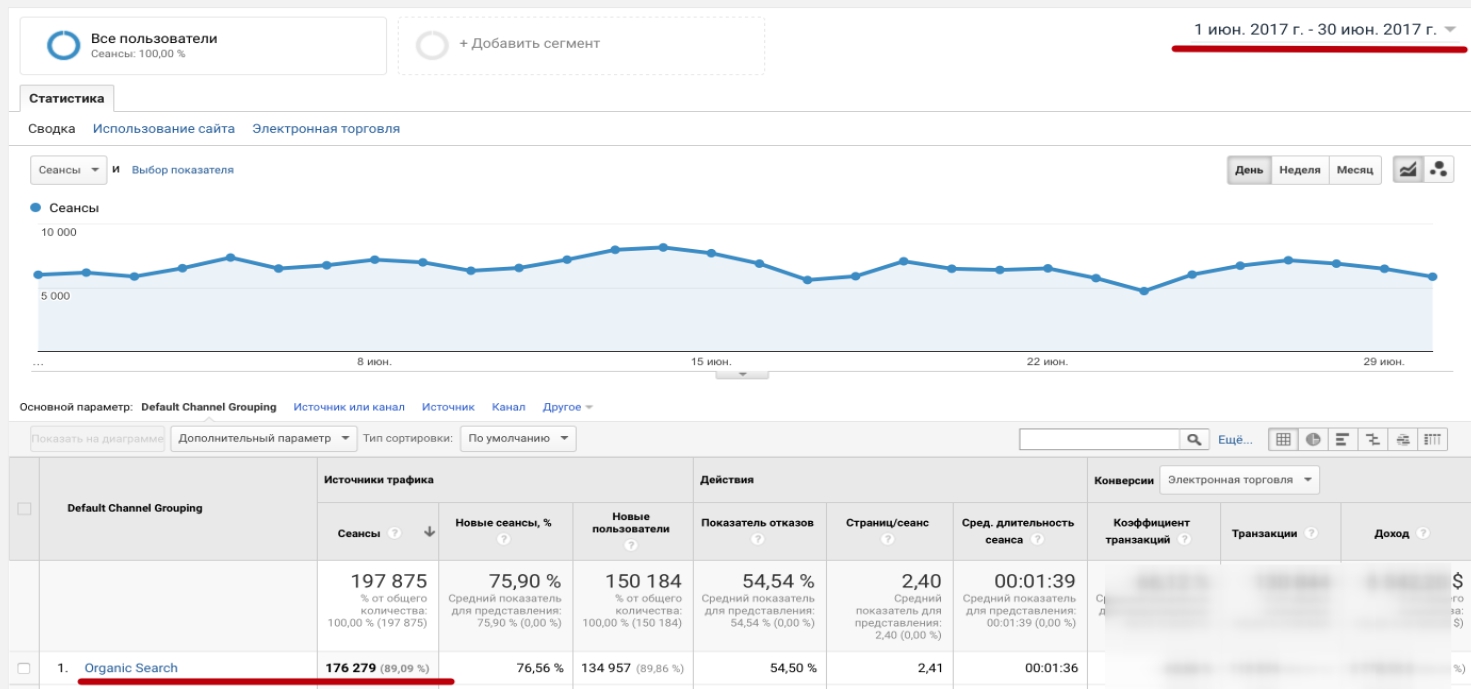 Все пользователи
Сеансы: 100,00 %
+ Добавить сегмент
1 июн. 2017 г. - 30 июн. 2017 г.
Статистика
Сводка Использование сайта Электронная торговля
Сеансы и Выбор показателя
День Неделя Месяц
Сеансы
10 000
5 000
... 8 июн. 15 июн. 22 июн. 29 июн.
Основной параметр: Default Channel Grouping Источник или канал Источник Канал Другое
Показать на диаграмме Дополнительный параметр Тип сортировки: По умолчанию Ещё...
Default Channel Grouping
Источники трафика
Действия
Конверсии Электронная торговля
Сеансы ?
Новые сеансы, %
?
Новые
пользователи
?
Показатель отказов
?
Страниц/сеанс
?
Сред. длительность
сеанса ?
Коэффициент
транзакций ?
Транзакции ?
Доход ?
197 875
% от общего
количества:
100,00 % (197 875)
75,90 %
Средний показатель
для представления:
75,90 % (0,00 %)
150 184
% от общего
количества:
100,00 % (150 184)
54,54 %
Средний показатель
для представления:
54,54 % (0,00 %)
2,40
Средний
показатель для
представления:
2,40 (0,00 %)
00:01:39
Средний показатель
для представления:
00:01:39 (0,00 %)
$
$)
1. Organic Search 176 279 (89,09 %) 76,56 % 134 957 (89,86 %) 54,50 % 2,41 00:01:36 %)